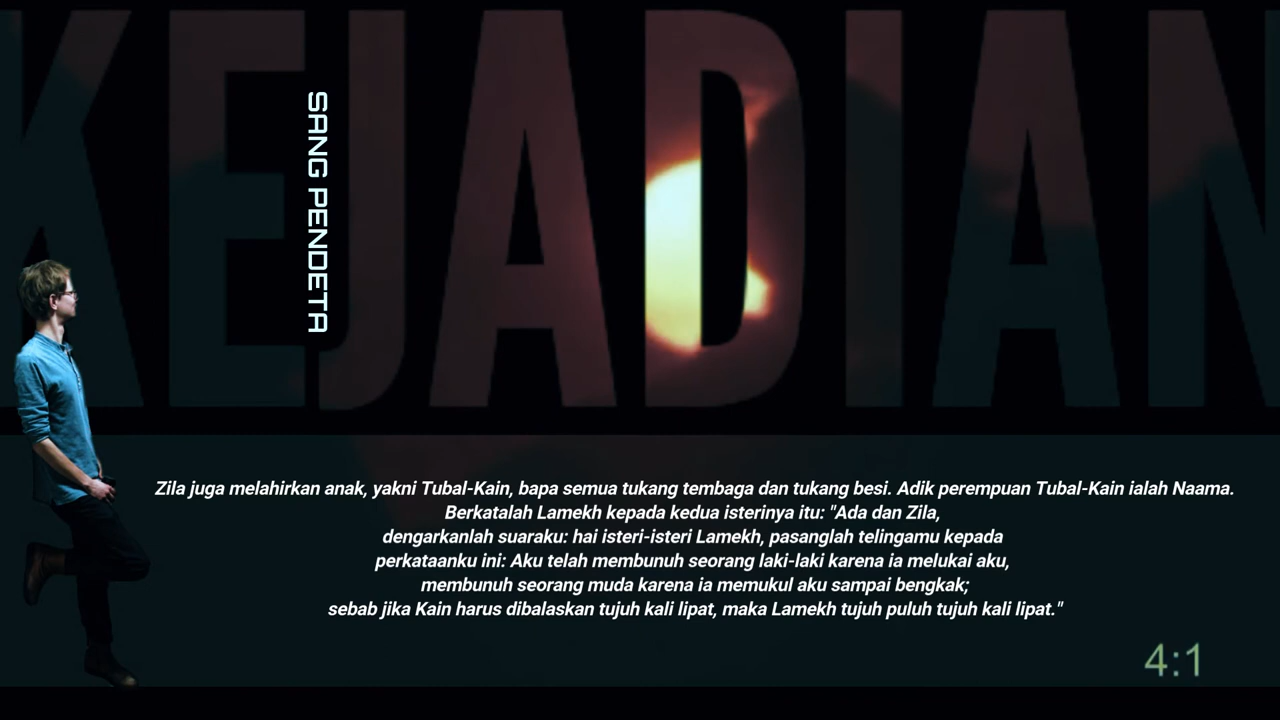 KEJADIAN
SANG PENDETA
Zila juga melahirkan anak, yakni Tubal-Kain, bapa semua tukang tembaga dan tukang besi. Adik perempuan Tubal-Kain ialah Naama.
Berkatalah Lamekh kepada kedua isterinya itu: "Ada dan Zila,
dengarkanlah suaraku: hai isteri-isteri Lamekh, pasanglah telingamu kepada
perkataanku ini: Aku telah membunuh seorang laki-laki karena ia melukai aku,
membunuh seorang muda karena ia memukul aku sampai bengkak;
sebab jika Kain harus dibalaskan tujuh kali lipat, maka Lamekh tujuh puluh tujuh kali lipat."
4:1